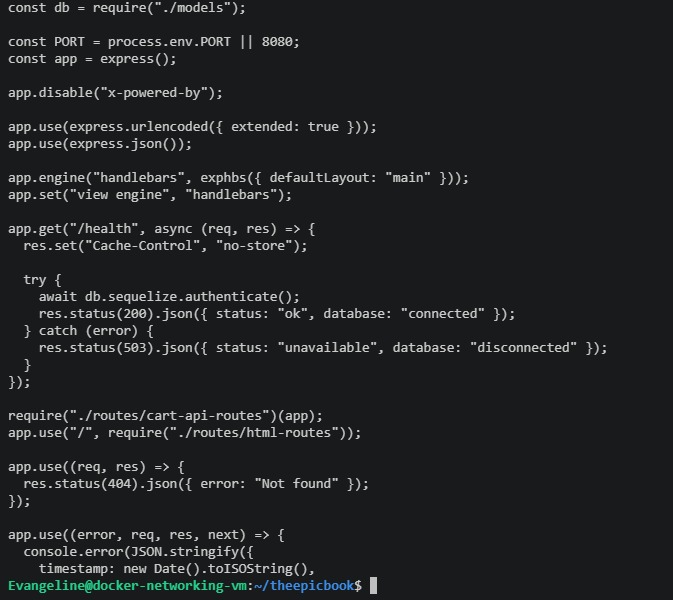 const db = require("./models");

const PORT = process.env.PORT || 8080;
const app = express();

app.disable("x-powered-by");

app.use(express.urlencoded({ extended: true }));
app.use(express.json());

app.engine("handlebars", exphbs({ defaultLayout: "main" }));
app.set("view engine", "handlebars");

app.get("/health", async (req, res) => {
  res.set("Cache-Control", "no-store");

  try {
    await db.sequelize.authenticate();
    res.status(200).json({ status: "ok", database: "connected" });
  } catch (error) {
    res.status(503).json({ status: "unavailable", database: "disconnected" });
  }
});

require("./routes/cart-api-routes")(app);
app.use("/", require("./routes/html-routes"));

app.use((req, res) => {
  res.status(404).json({ error: "Not found" });
});

app.use((error, req, res, next) => {
  console.error(JSON.stringify({
    timestamp: new Date().toISOString(),
Evangeline@docker-networking-vm:~/theepicbook$